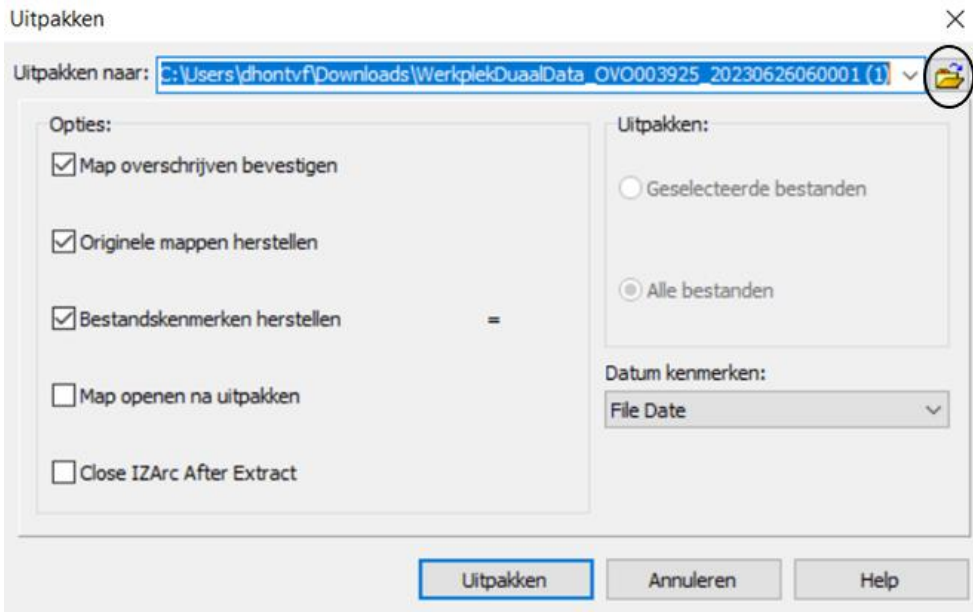 Uitpakken
Uitpakken naar: C:\Users\dhontvf\Downloads\WerkplekDuaalData_OVO003925_20230626060001 (1)
Opties:
Map overschrijven bevestigen
Originele mappen herstellen
Bestandskenmerken herstellen =
Map openen na uitpakken
Close IZArc After Extract
Uitpakken:
Geselecteerde bestanden
Alle bestanden
Datum kenmerken:
File Date
Uitpakken Annuleren Help